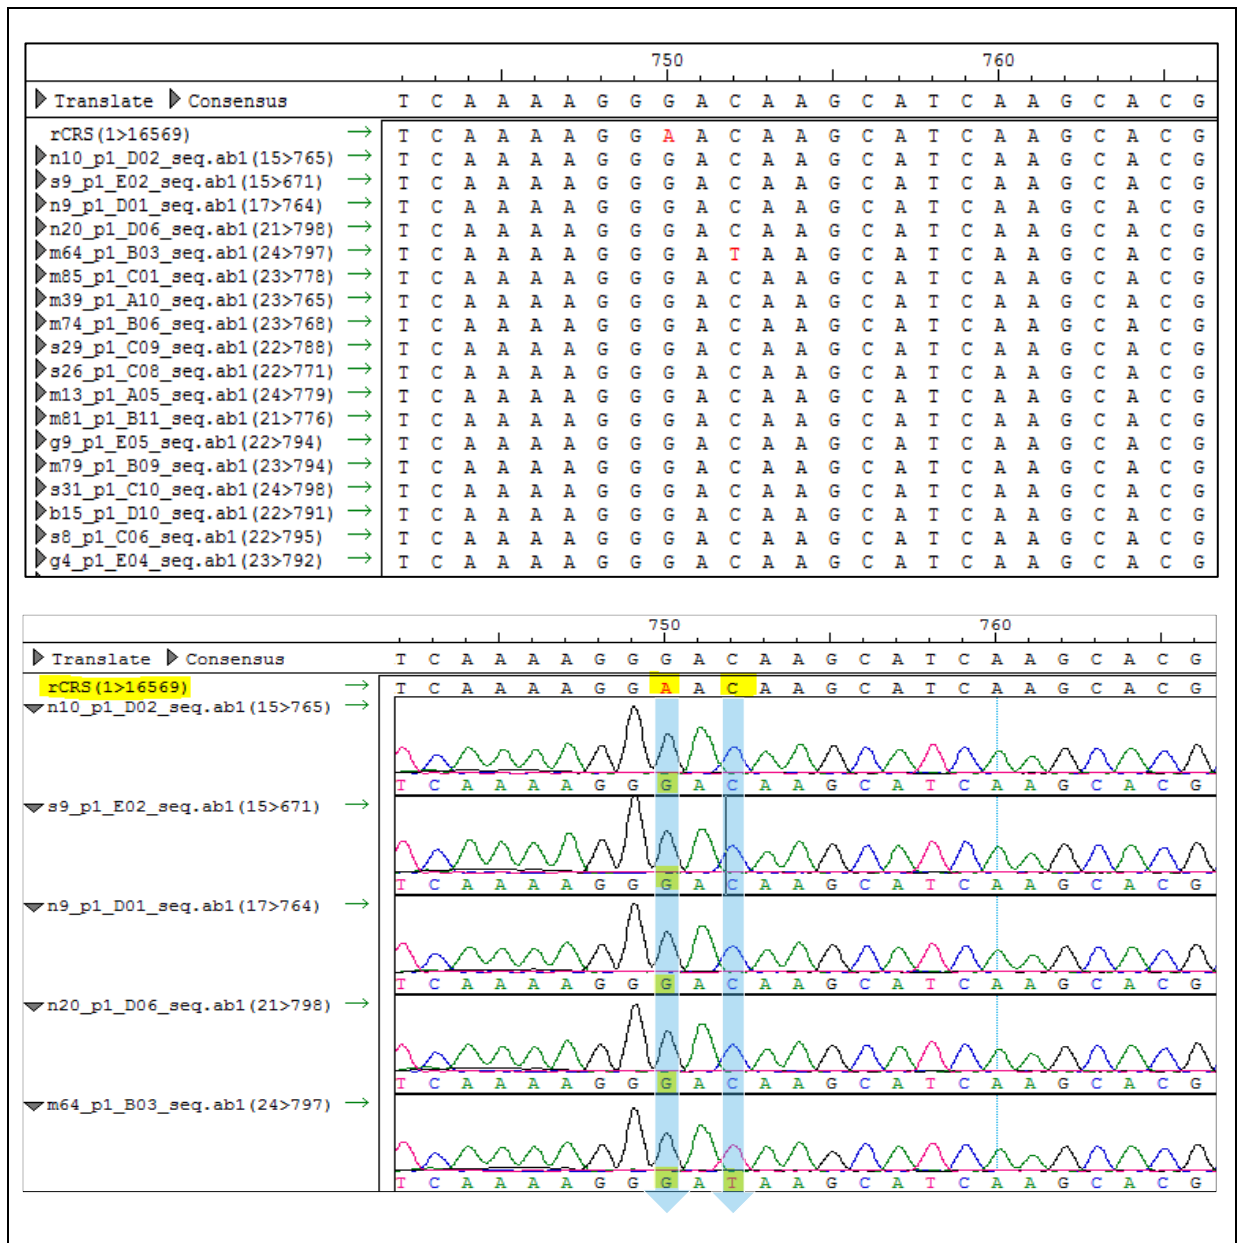 750 760
Translate Consensus T C A A A A G G G A C A A G C A T C A A G C A C G
rCRS(1>16569) → T C A A A A G G A A C A A G C A T C A A G C A C G
n10_p1_D02_seq.ab1(15>765) → T C A A A A G G G A C A A G C A T C A A G C A C G
s9_p1_E02_seq.ab1(15>671) → T C A A A A G G G A C A A G C A T C A A G C A C G
n9_p1_D01_seq.ab1(17>764) → T C A A A A G G G A C A A G C A T C A A G C A C G
n20_p1_D06_seq.ab1(21>798) → T C A A A A G G G A C A A G C A T C A A G C A C G
m64_p1_B03_seq.ab1(24>797) → T C A A A A G G G A T A A G C A T C A A G C A C G
m85_p1_C01_seq.ab1(23>778) → T C A A A A G G G A C A A G C A T C A A G C A C G
m39_p1_A10_seq.ab1(23>765) → T C A A A A G G G A C A A G C A T C A A G C A C G
m74_p1_B06_seq.ab1(23>768) → T C A A A A G G G A C A A G C A T C A A G C A C G
s29_p1_C09_seq.ab1(22>788) → T C A A A A G G G A C A A G C A T C A A G C A C G
s26_p1_C08_seq.ab1(22>771) → T C A A A A G G G A C A A G C A T C A A G C A C G
m13_p1_A05_seq.ab1(24>779) → T C A A A A G G G A C A A G C A T C A A G C A C G
m81_p1_B11_seq.ab1(21>776) → T C A A A A G G G A C A A G C A T C A A G C A C G
g9_p1_E05_seq.ab1(22>794) → T C A A A A G G G A C A A G C A T C A A G C A C G
m79_p1_B09_seq.ab1(23>794) → T C A A A A G G G A C A A G C A T C A A G C A C G
s31_p1_C10_seq.ab1(24>798) → T C A A A A G G G A C A A G C A T C A A G C A C G
b15_p1_D10_seq.ab1(22>791) → T C A A A A G G G A C A A G C A T C A A G C A C G
s8_p1_C06_seq.ab1(22>795) → T C A A A A G G G A C A A G C A T C A A G C A C G
g4_p1_E04_seq.ab1(23>792) → T C A A A A G G G A C A A G C A T C A A G C A C G
750 760
Translate Consensus T C A A A A G G G A C A A G C A T C A A G C A C G
rCRS(1>16569) → T C A A A A G G A A C A A G C A T C A A G C A C G
n10_p1_D02_seq.ab1(15>765) →
T C A A A A G G G A C A A G C A T C A A G C A C G
s9_p1_E02_seq.ab1(15>671) →
T C A A A A G G G A C A A G C A T C A A G C A C G
n9_p1_D01_seq.ab1(17>764) →
T C A A A A G G G A C A A G C A T C A A G C A C G
n20_p1_D06_seq.ab1(21>798) →
T C A A A A G G G A C A A G C A T C A A G C A C G
m64_p1_B03_seq.ab1(24>797) →
T C A A A A G G G A T A A G C A T C A A G C A C G